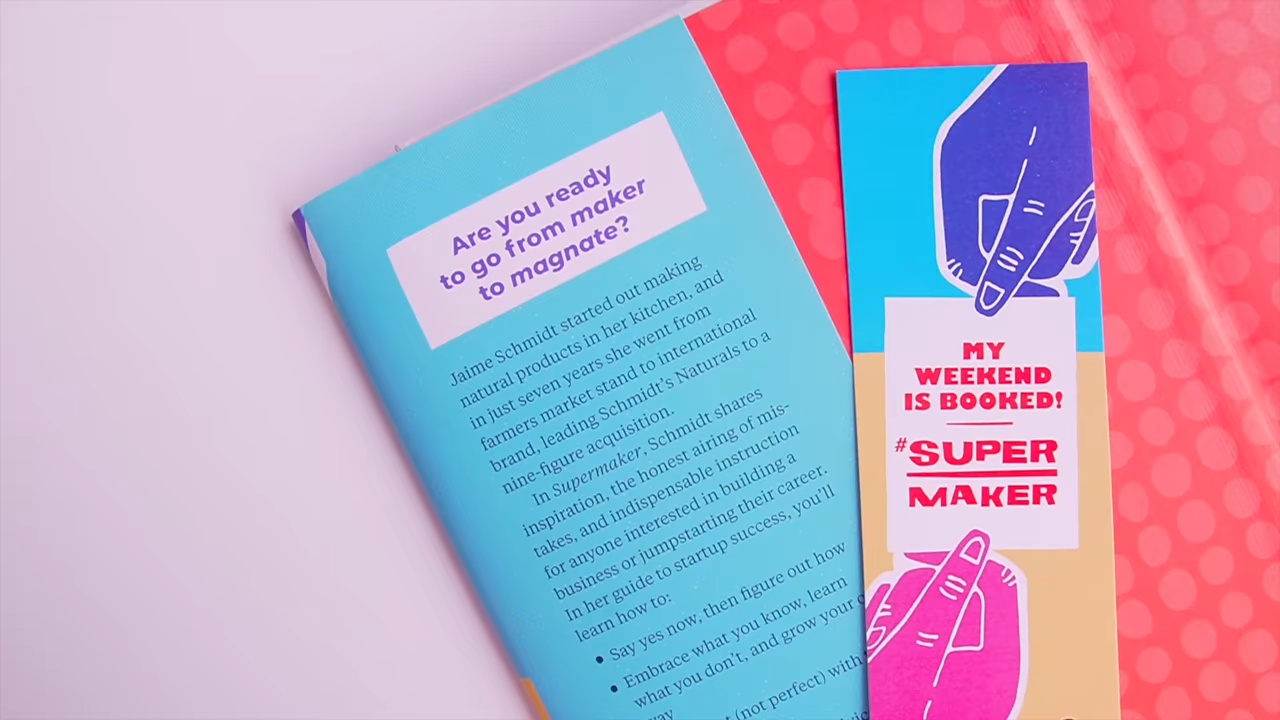 Are you ready
to go from maker
to magnate?
Jaime Schmidt started out making
natural products in her kitchen, and
in just seven years she went from
farmers market stand to international
brand, leading Schmidt's Naturals to a
nine-figure acquisition.
In Supermaker, Schmidt shares
inspiration, the honest airing of mis-
takes, and indispensable instruction
for anyone interested in building a
business or jumpstarting their career.
In her guide to startup success, you'll
learn how to:
• Say yes now, then figure out how
• Embrace what you know, learn
what you don't, and grow your
(not perfect) with
MY
WEEKEND
IS BOOKED!
#SUPER
MAKER